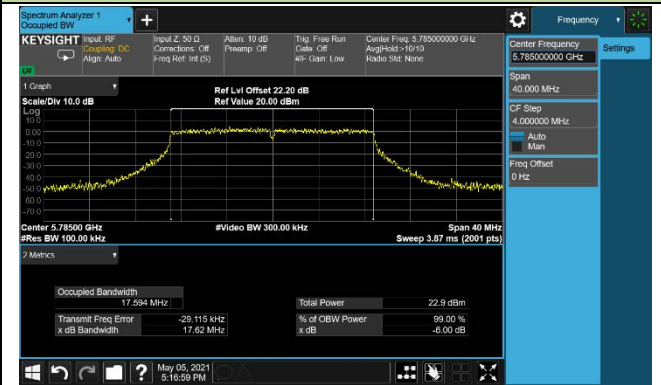 Spectrum Analyzer 1
Occupied BW
Frequency
KEYSIGHT
Input: RF
Coupling: DC
Align: Auto
Input Z: 50 Ω
Corrections: Off
Freq Ref: Int (S)
Atten: 10 dB
Preamp: Off
Trig: Free Run
Gate: Off
#IF Gain: Low
Center Freq: 5.785000000 GHz
Avg|Hold:>10/10
Radio Std: None
Center Frequency
5.785000000 GHz
Settings
Span
40.000 MHz
CF Step
4.000000 MHz
Auto
Man
Freq Offset
0 Hz
1 Graph
Scale/Div 10.0 dB
Ref Lvl Offset 22.20 dB
Ref Value 20.00 dBm
Log
10.0
0.00
-10.0
-20.0
-30.0
-40.0
-50.0
-60.0
-70.0
Center 5.78500 GHz
#Res BW 100.00 kHz
#Video BW 300.00 kHz
Span 40 MHz
Sweep 3.87 ms (2001 pts)
2 Metrics
Occupied Bandwidth
17.594 MHz
Total Power
22.9 dBm
Transmit Freq Error
-29.115 kHz
% of OBW Power
99.00 %
x dB Bandwidth
17.62 MHz
x dB
-6.00 dB
?
May 05, 2021
5:16:59 PM